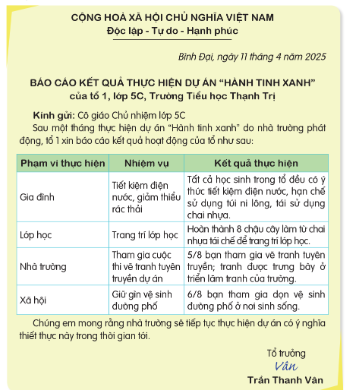 CỘNG HOÀ XÃ HỘI CHỦ NGHĨA VIỆT NAM
Độc lập - Tự do - Hạnh phúc
Bình Đại, ngày 11 tháng 4 năm 2025
BÁO CÁO KẾT QUẢ THỰC HIỆN DỰ ÁN “HÀNH TINH XANH”
của tổ 1, lớp 5C, Trường Tiểu học Thạnh Trị
Kính gửi: Cô giáo Chủ nhiệm lớp 5C
Sau một tháng thực hiện dự án “Hành tinh xanh” do nhà trường phát
động, tổ 1 xin báo cáo kết quả hoạt động của tổ như sau:
Phạm vi thực hiện Nhiệm vụ Kết quả thực hiện
Gia đình
Tiết kiệm điện
nước, giảm thiểu
rác thải
Tất cả học sinh trong tổ đều có ý
thức tiết kiệm điện nước, hạn chế
sử dụng túi ni lông, tái sử dụng
chai nhựa.
Lớp học
Trang trí lớp học
Hoàn thành 8 chậu cây làm từ chai
nhựa tái chế để trang trí lớp học.
Nhà trường
Tham gia cuộc
thi vẽ tranh tuyên
truyền dự án
5/8 bạn tham gia vẽ tranh tuyên
truyền; tranh được trưng bày ở
triển lãm tranh của trường.
Xã hội
Giữ gìn vệ sinh
đường phố
6/8 bạn tham gia dọn vệ sinh
đường phố ở nơi sinh sống.
Chúng em mong rằng nhà trường sẽ tiếp tục thực hiện dự án có ý nghĩa
thiết thực này trong thời gian tới.
Tổ trưởng
Vân
Trần Thanh Vân